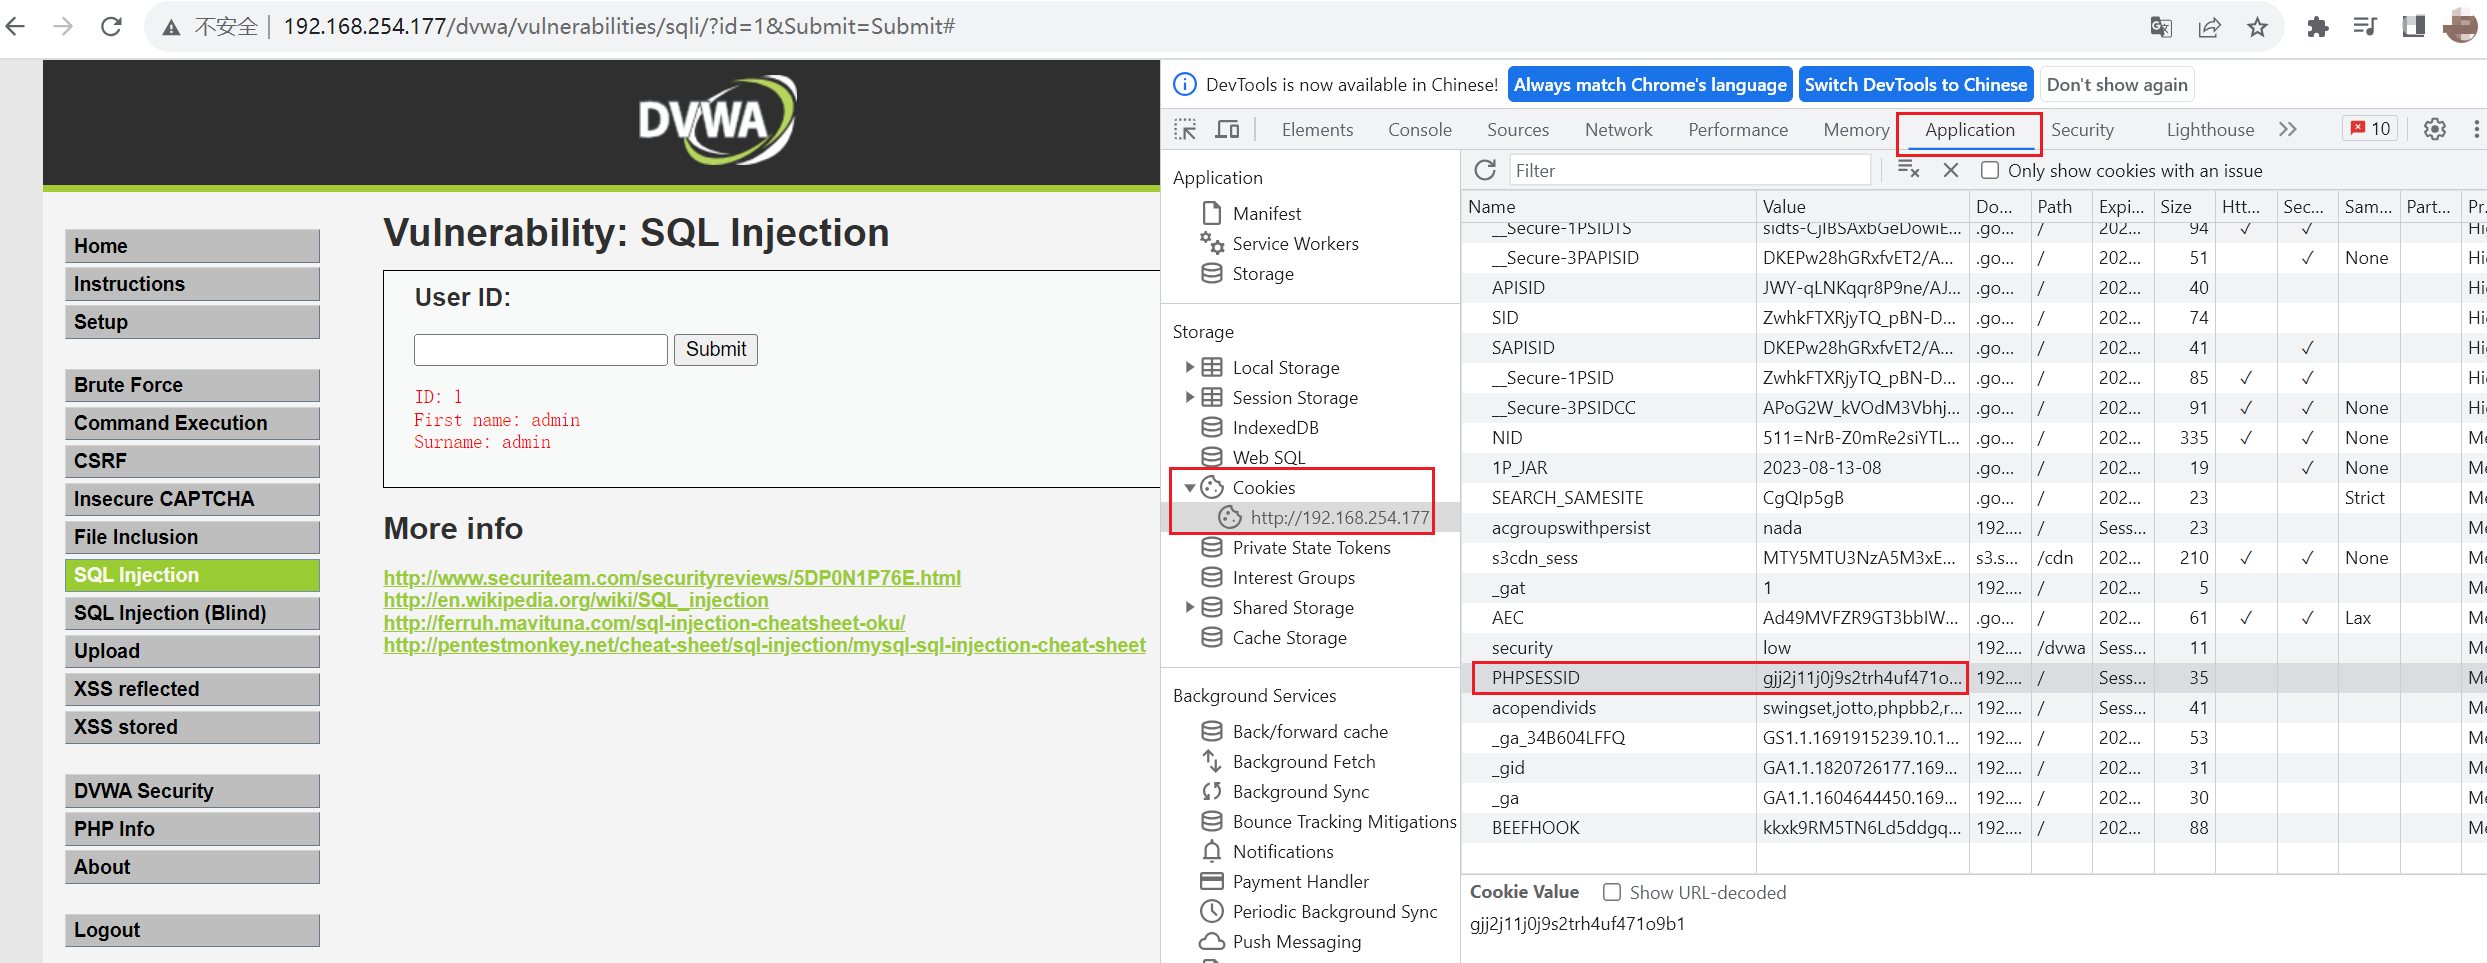 不安全 | 192.168.254.177/dvwa/vulnerabilities/sqli/?id=1&Submit=Submit#
DVWA
Home
Instructions
Setup
Brute Force
Command Execution
CSRF
Insecure CAPTCHA
File Inclusion
SQL Injection
SQL Injection (Blind)
Upload
XSS reflected
XSS stored
DVWA Security
PHP Info
About
Logout
Vulnerability: SQL Injection
User ID:
Submit
ID: 1
First name: admin
Surname: admin
More info
http://www.securiteam.com/securityreviews/5DP0N1P76E.html
http://en.wikipedia.org/wiki/SQL_injection
http://ferruh.mavituna.com/sql-injection-cheatsheet-oku/
http://pentestmonkey.net/cheat-sheet/sql-injection/mysql-sql-injection-cheat-sheet
DevTools is now available in Chinese! Always match Chrome's language Switch DevTools to Chinese Don't show again
Elements Console Sources Network Performance Memory Application Security Lighthouse 10
Application
Manifest
Service Workers
Storage
Storage
Local Storage
Session Storage
IndexedDB
Web SQL
Cookies
http://192.168.254.177
Private State Tokens
Interest Groups
Shared Storage
Cache Storage
Background Services
Back/forward cache
Background Fetch
Background Sync
Bounce Tracking Mitigations
Notifications
Payment Handler
Periodic Background Sync
Push Messaging
Filter Only show cookies with an issue
Name Value Do... Path Expi... Size Htt... Sec... Sam... Part... Pr.
__Secure-1PSIDTS 94 ✓ ✓
__Secure-3PAPISID DKEPw28hGRxfvET2/A... .go... / 202... 51 ✓ None Hi
APISID JWY-qLNKqqr8P9ne/AJ... .go... / 202... 40 Hi
SID ZwhkFTXRjyTQ_pBN-D... .go... / 202... 74 Hi
SAPISID DKEPw28hGRxfvET2/A... .go... / 202... 41 ✓ Hi
__Secure-1PSID ZwhkFTXRjyTQ_pBN-D... .go... / 202... 85 ✓ ✓ Hi
__Secure-3PSIDCC APoG2W_kVOdM3Vbhj... .go... / 202... 91 ✓ ✓ None Hi
NID 511=NrB-Z0mRe2siYTL... .go... / 202... 335 ✓ ✓ None Me
1P_JAR 2023-08-13-08 .go... / 202... 19 ✓ None Me
SEARCH_SAMESITE CgQIp5gB .go... / 202... 23 Strict Me
acgroupswithpersist nada 192.... / Sess... 23 Me
s3cdn_sess MTY5MTU3NzA5M3xE... s3.s... /cdn 202... 210 ✓ ✓ None Me
_gat 1 192.... / 202... 5 Me
AEC Ad49MVFZR9GT3bbIW... .go... / 202... 61 ✓ ✓ Lax Me
security low 192.... /dvwa Sess... 11 Me
PHPSESSID gjj2j11j0j9s2trh4uf471o... 192.... / Sess... 35 Me
acopendivids swingset,jotto,phpbb2,r... 192.... / Sess... 41 Me
_ga_34B604LFFQ GS1.1.1691915239.10.1... 192.... / 202... 53 Me
_gid GA1.1.1820726177.169... 192.... / 202... 31 Me
_ga GA1.1.1604644450.169... 192.... / 202... 30 Me
BEEFHOOK kkxk9RM5TN6Ld5ddgq... 192.... / 202... 88 Me
Cookie Value Show URL-decoded
gjj2j11j0j9s2trh4uf471o9b1